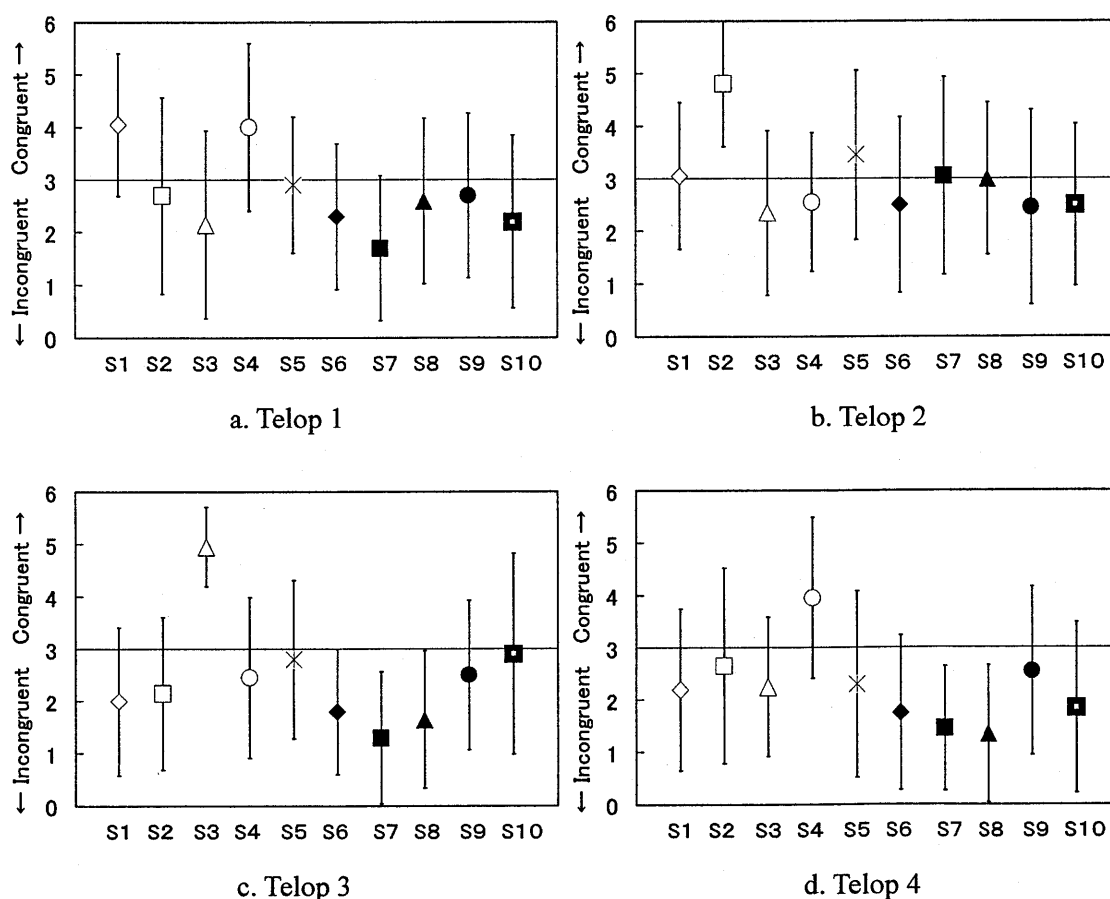 6
5
4
3
2
1
0
← Incongruent Congruent →
S1 S2 S3 S4 S5 S6 S7 S8 S9 S10
a. Telop 1
6
5
4
3
2
1
0
← Incongruent Congruent →
S1 S2 S3 S4 S5 S6 S7 S8 S9 S10
b. Telop 2
6
5
4
3
2
1
0
← Incongruent Congruent →
S1 S2 S3 S4 S5 S6 S7 S8 S9 S10
c. Telop 3
6
5
4
3
2
1
0
← Incongruent Congruent →
S1 S2 S3 S4 S5 S6 S7 S8 S9 S10
d. Telop 4